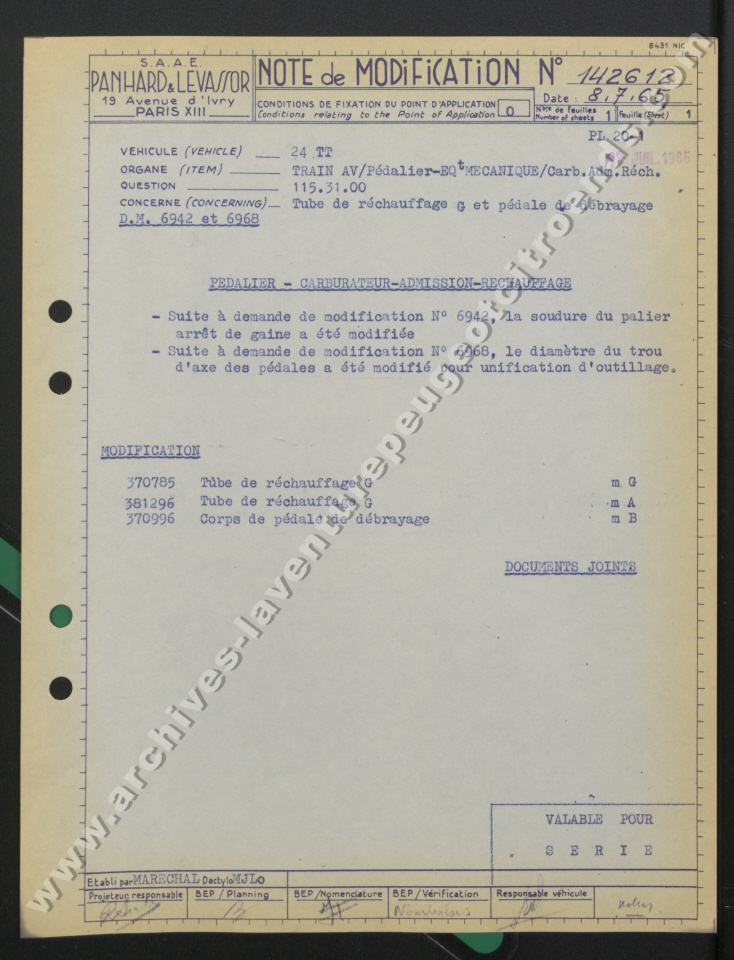 8431 NIC
S.A.A.E.
PANHARD & LEVASSOR
19 Avenue d'Ivry
PARIS XIII
NOTE de MODIFICATION N° 142612
Date : 8.7.65
CONDITIONS DE FIXATION DU POINT D'APPLICATION 0
Conditions relating to the Point of Application
Nbre de feuilles
Number of sheets 1
Feuille (Sheet) 1
PL 20-1
JUIL. 1965
VEHICULE (VEHICLE) 24 TT
ORGANE (ITEM) TRAIN AV/Pédalier-EQt MECANIQUE/Carb.Adm.Réch.
QUESTION 115.31.00
CONCERNE (CONCERNING) Tube de réchauffage G et pédale de débrayage
D.M. 6942 et 6968
PEDALIER - CARBURATEUR-ADMISSION-RECHAUFFAGE
- Suite à demande de modification N° 6942, la soudure du palier
arrêt de gaine a été modifiée
- Suite à demande de modification N° 6968, le diamètre du trou
d'axe des pédales a été modifié pour unification d'outillage.
MODIFICATION
370785 Tube de réchauffage G m G
381296 Tube de réchauffage G m A
370996 Corps de pédale de débrayage m B
DOCUMENTS JOINTS
VALABLE POUR
S E R I E
Etabli par MARECHAL Dactylo MJLO
Projeteur responsable
BEP / Planning
BEP / Nomenclature
BEP / Vérification
Responsable véhicule
www.archives-laventurepeugeotcitroends.com